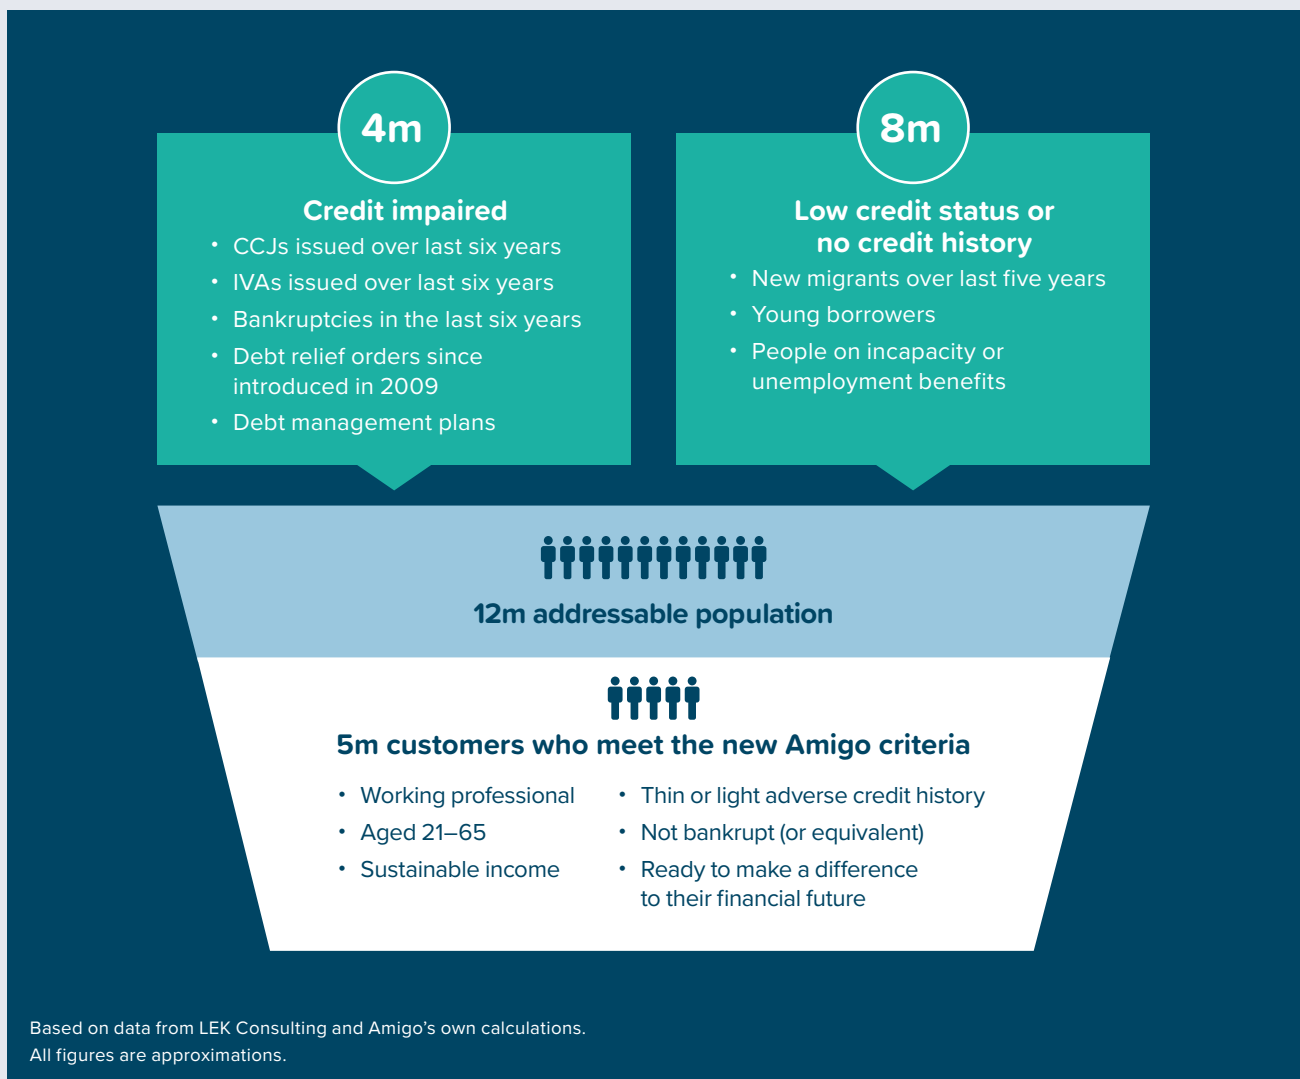 4m
Credit impaired
• CCJs issued over last six years
• IVAs issued over last six years
• Bankruptcies in the last six years
• Debt relief orders since
introduced in 2009
• Debt management plans
8m
Low credit status or
no credit history
• New migrants over last five years
• Young borrowers
• People on incapacity or
unemployment benefits
12m addressable population
5m customers who meet the new Amigo criteria
• Working professional
• Aged 21–65
• Sustainable income
• Thin or light adverse credit history
• Not bankrupt (or equivalent)
• Ready to make a difference
to their financial future
Based on data from LEK Consulting and Amigo’s own calculations.
All figures are approximations.